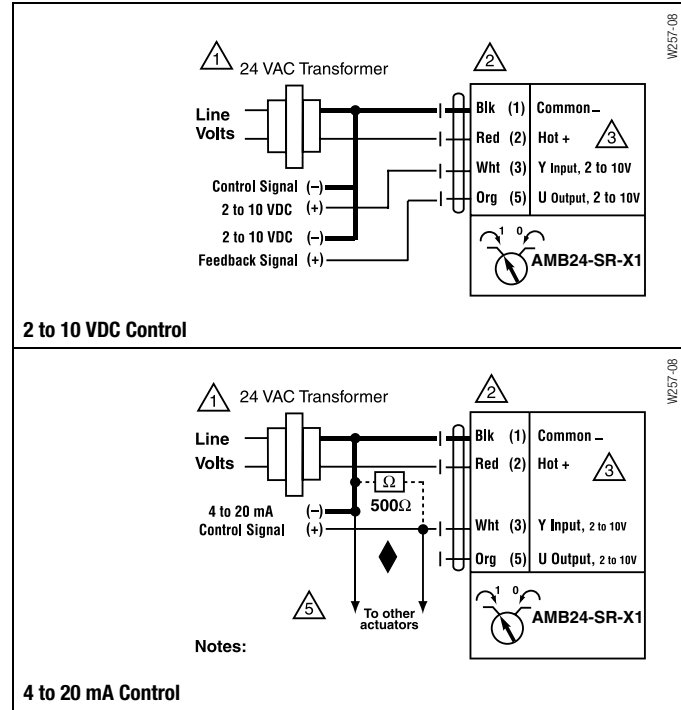 W257-08
1 24 VAC Transformer 2
Line
Volts
Blk (1) Common –
Red (2) Hot + 3
Wht (3) Y Input, 2 to 10V
Org (5) U Output, 2 to 10V
Control Signal (–)
2 to 10 VDC (+)
2 to 10 VDC (–)
Feedback Signal (+)
1 0
AMB24-SR-X1
2 to 10 VDC Control
W257-08
1 24 VAC Transformer 2
Line
Volts
Blk (1) Common –
Red (2) Hot + 3
Ω
500Ω
4 to 20 mA (–)
Control Signal (+)
Wht (3) Y Input, 2 to 10V
Org (5) U Output, 2 to 10V
5
To other
actuators
1 0
AMB24-SR-X1
Notes:
4 to 20 mA Control